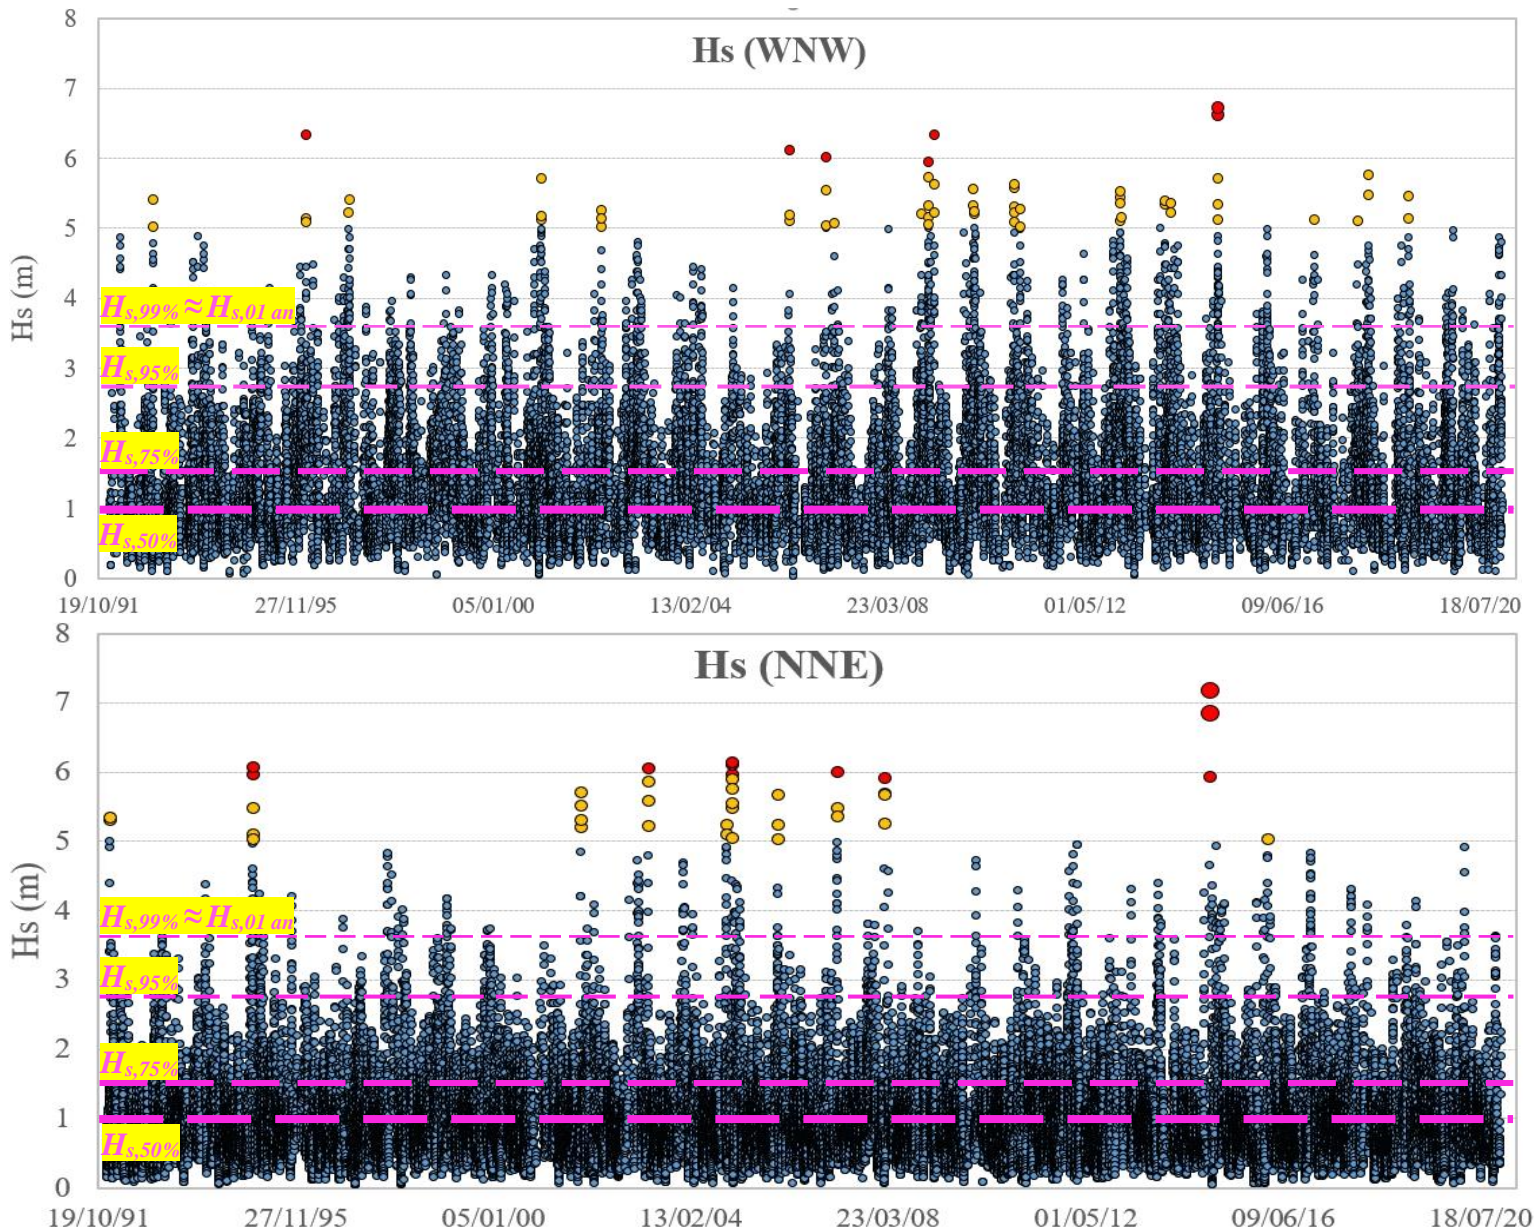 Hs (WNW)
8
7
6
5
4
3
2
1
0
Hs (m)
Hs,99% ≈ Hs,01 an
Hs,95%
Hs,75%
Hs,50%
19/10/91 27/11/95 05/01/00 13/02/04 23/03/08 01/05/12 09/06/16 18/07/20
Hs (NNE)
8
7
6
5
4
3
2
1
0
Hs (m)
Hs,99% ≈ Hs,01 an
Hs,95%
Hs,75%
Hs,50%
19/10/91 27/11/95 05/01/00 13/02/04 23/03/08 01/05/12 09/06/16 18/07/20